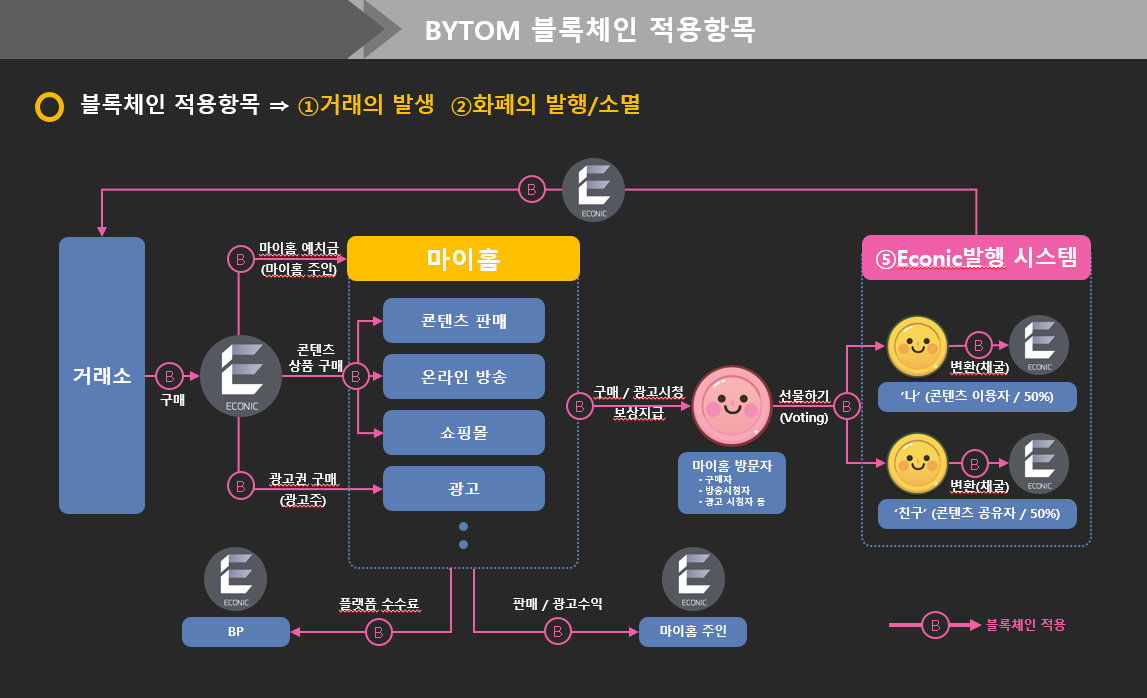 BYTOM 블록체인 적용항목
블록체인 적용항목 ⇒ ①거래의 발생 ②화폐의 발행/소멸
B
ECONIC
거래소
B
구매
ECONIC
B
마이홈 예치금
(마이홈 주인)
콘텐츠
상품 구매
B
B
광고권 구매
(광고주)
마이홈
콘텐츠 판매
온라인 방송
쇼핑몰
광고
B
구매 / 광고시청
보상지급
마이홈 방문자
• 구매자
• 방송시청자
• 광고 시청자 등
선물하기
(Voting)
B
⑤Econic발행 시스템
B
변환(채굴)
ECONIC
‘나’ (콘텐츠 이용자 / 50%)
B
변환(채굴)
ECONIC
‘친구’ (콘텐츠 공유자 / 50%)
ECONIC
BP
플랫폼 수수료
B
판매 / 광고수익
B
ECONIC
마이홈 주인
B
블록체인 적용